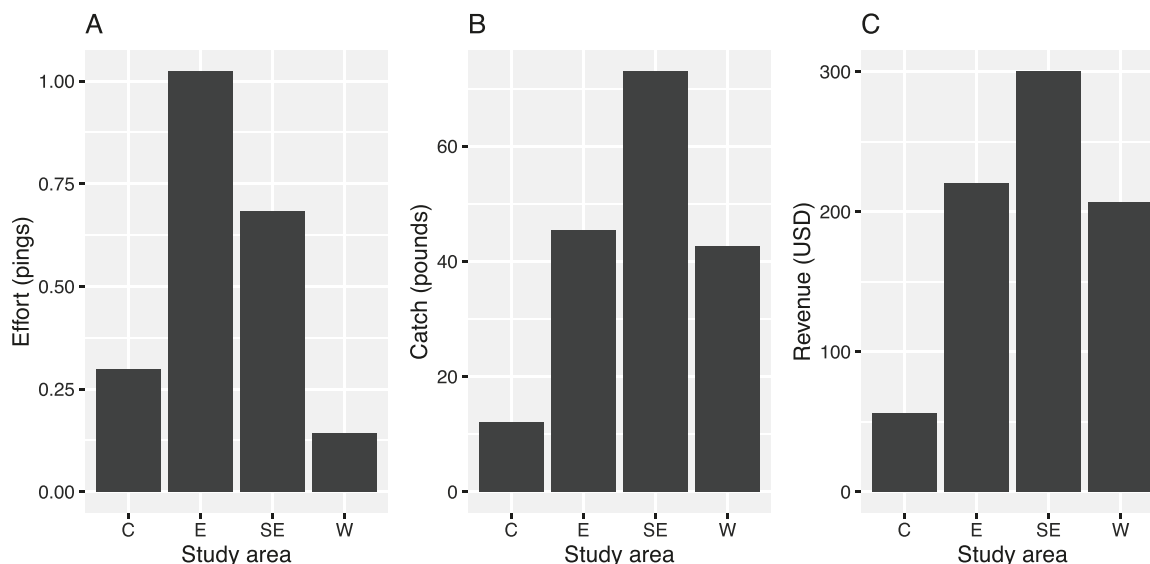 A
Effort (pings)
1.00
0.75
0.50
0.25
0.00
C E SE W
Study area
B
Catch (pounds)
60
40
20
0
C E SE W
Study area
C
Revenue (USD)
300
200
100
0
C E SE W
Study area